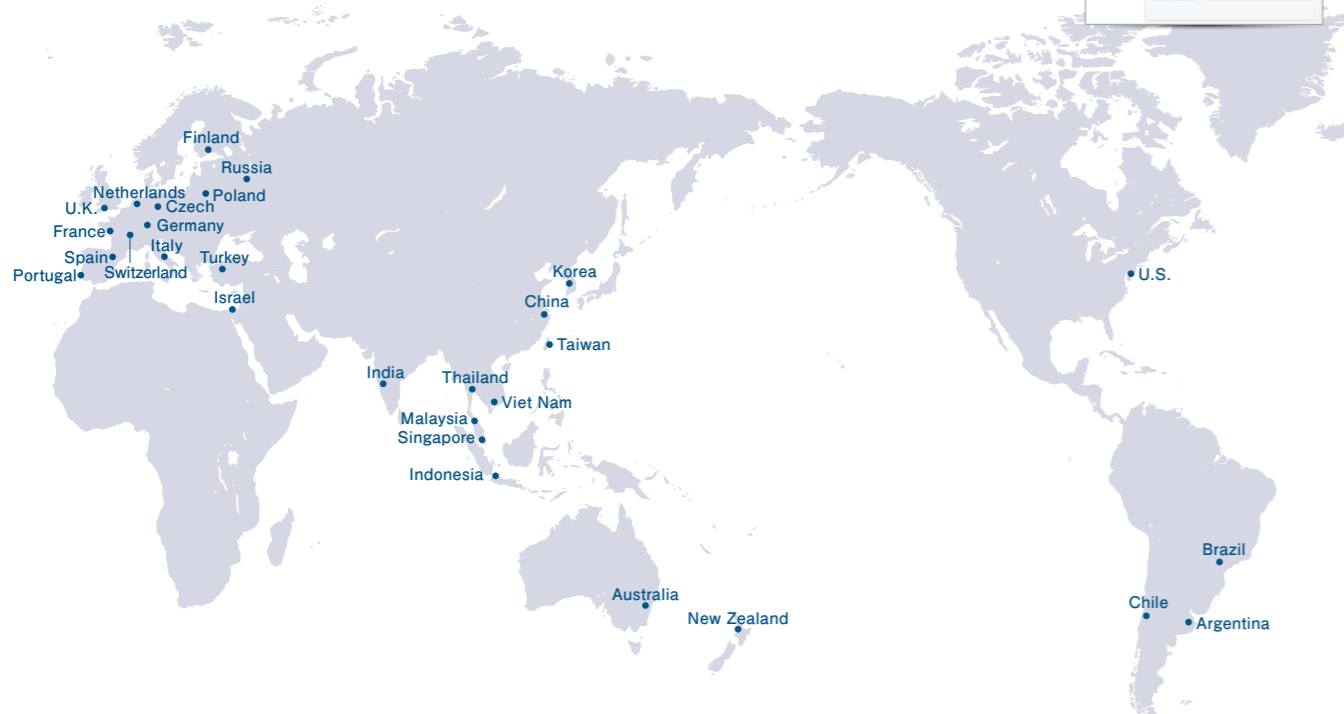 Finland
Russia
Netherlands
Poland
U.K.
Czech
France
Germany
Italy
Spain
Turkey
Switzerland
Portugal
Israel
Korea
China
U.S.
Taiwan
India
Thailand
Viet Nam
Malaysia
Singapore
Indonesia
Brazil
Australia
Chile
New Zealand
Argentina